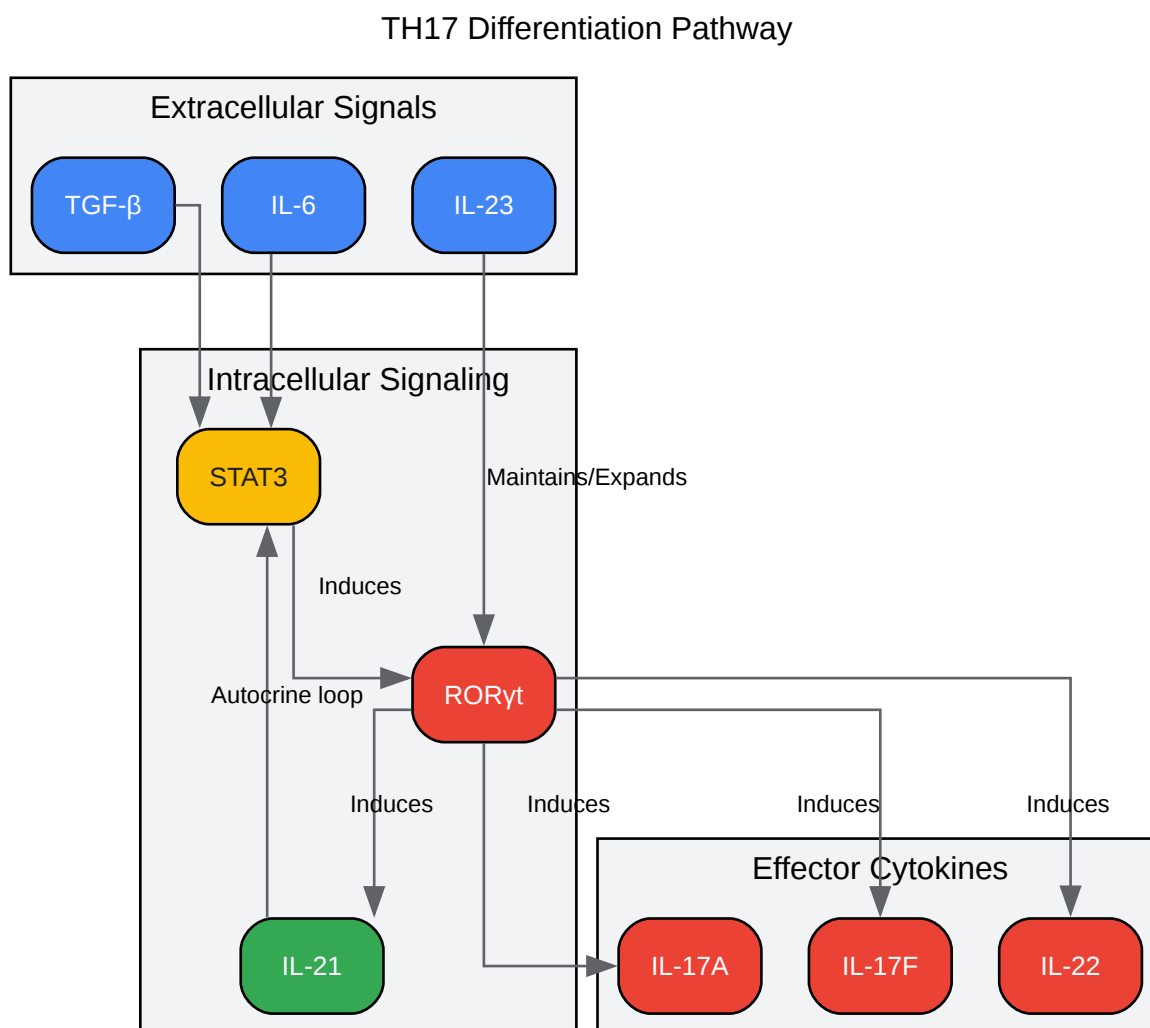 TH17 Differentiation Pathway
Extracellular Signals
TGF-β
IL-6
IL-23
Intracellular Signaling
STAT3
Maintains/Expands
Induces
Autocrine loop
RORγt
Induces
Induces
Induces
Induces
Effector Cytokines
IL-21
IL-17A
IL-17F
IL-22